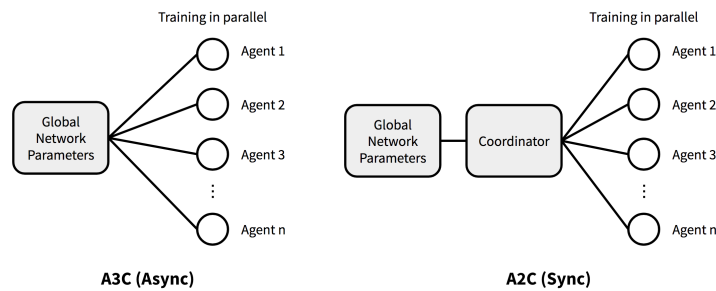 Training in parallel
Agent 1
Agent 2
Agent 3
Agent n
Global
Network
Parameters
A3C (Async)
Training in parallel
Agent 1
Agent 2
Agent 3
Agent n
Global
Network
Parameters
Coordinator
A2C (Sync)